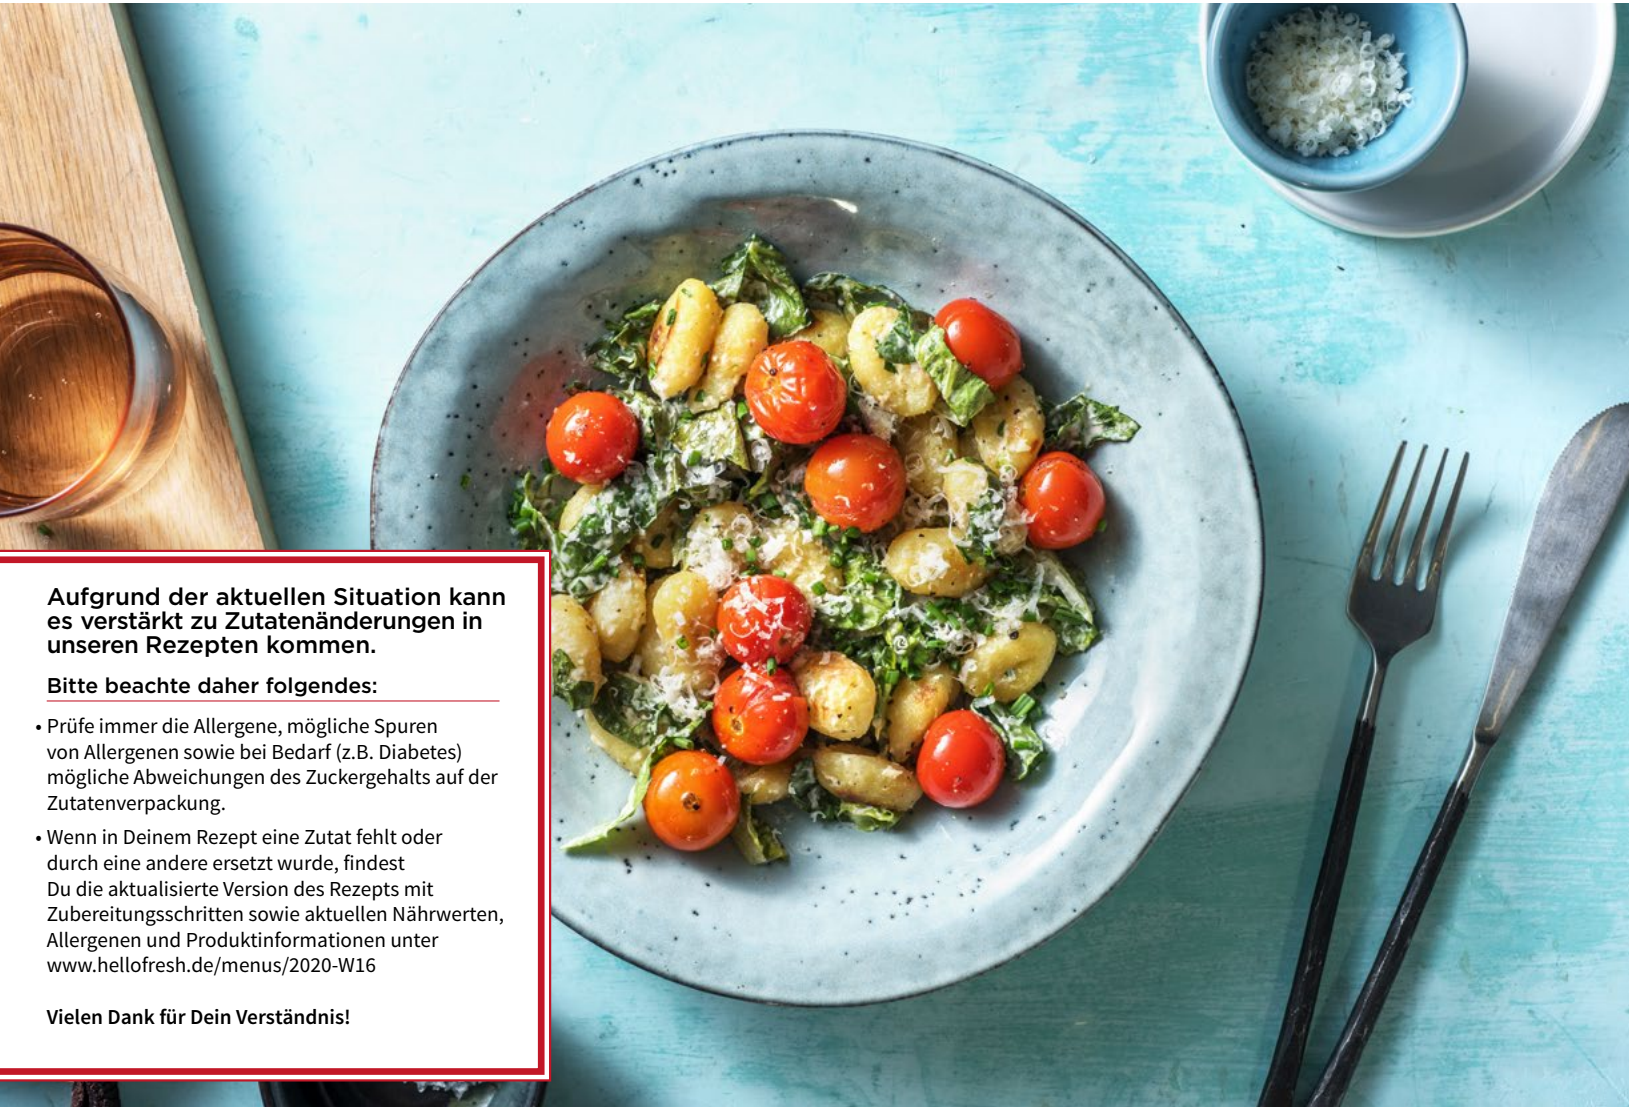 Aufgrund der aktuellen Situation kann
es verstärkt zu Zutatenänderungen in
unseren Rezepten kommen.
Bitte beachte daher folgendes:
• Prüfe immer die Allergene, mögliche Spuren
von Allergenen sowie bei Bedarf (z.B. Diabetes)
mögliche Abweichungen des Zuckergehalts auf der
Zutatenverpackung.
• Wenn in Deinem Rezept eine Zutat fehlt oder
durch eine andere ersetzt wurde, findest
Du die aktualisierte Version des Rezepts mit
Zubereitungsschritten sowie aktuellen Nährwerten,
Allergenen und Produktinformationen unter
www.hellofresh.de/menus/2020-W16
Vielen Dank für Dein Verständnis!